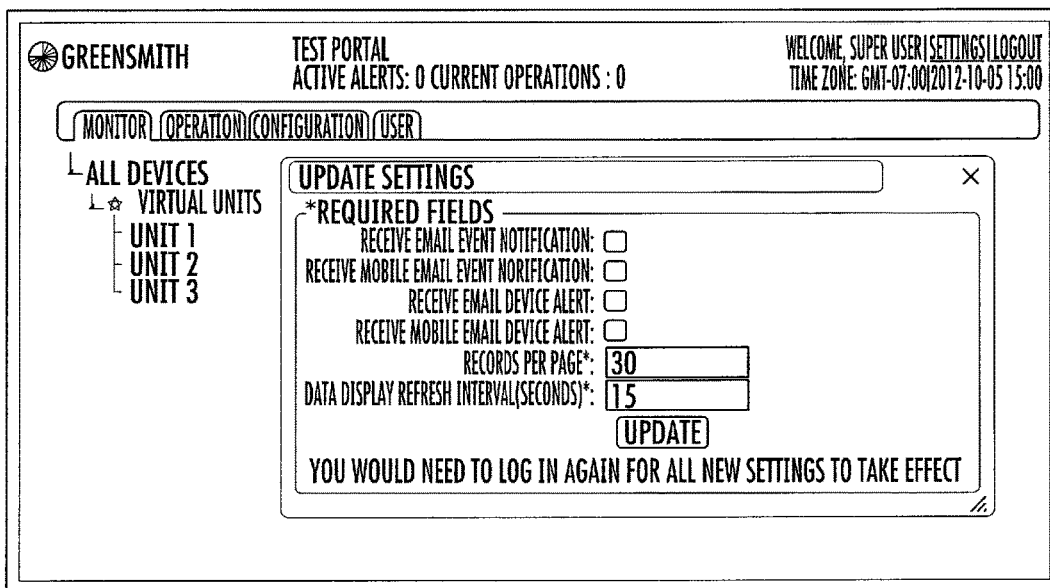 GREENSMITH
TEST PORTAL
ACTIVE ALERTS: 0 CURRENT OPERATIONS : 0
WELCOME, SUPER USER|SETTINGS|LOGOUT
TIME ZONE: GMT-07:00|2012-10-05 15:00
MONITOR OPERATION CONFIGURATION USER
ALL DEVICES
VIRTUAL UNITS
UNIT 1
UNIT 2
UNIT 3
UPDATE SETTINGS
*REQUIRED FIELDS
RECEIVE EMAIL EVENT NOTIFICATION:
RECEIVE MOBILE EMAIL EVENT NORIFICATION:
RECEIVE EMAIL DEVICE ALERT:
RECEIVE MOBILE EMAIL DEVICE ALERT:
RECORDS PER PAGE*: 30
DATA DISPLAY REFRESH INTERVAL(SECONDS)*: 15
UPDATE
YOU WOULD NEED TO LOG IN AGAIN FOR ALL NEW SETTINGS TO TAKE EFFECT